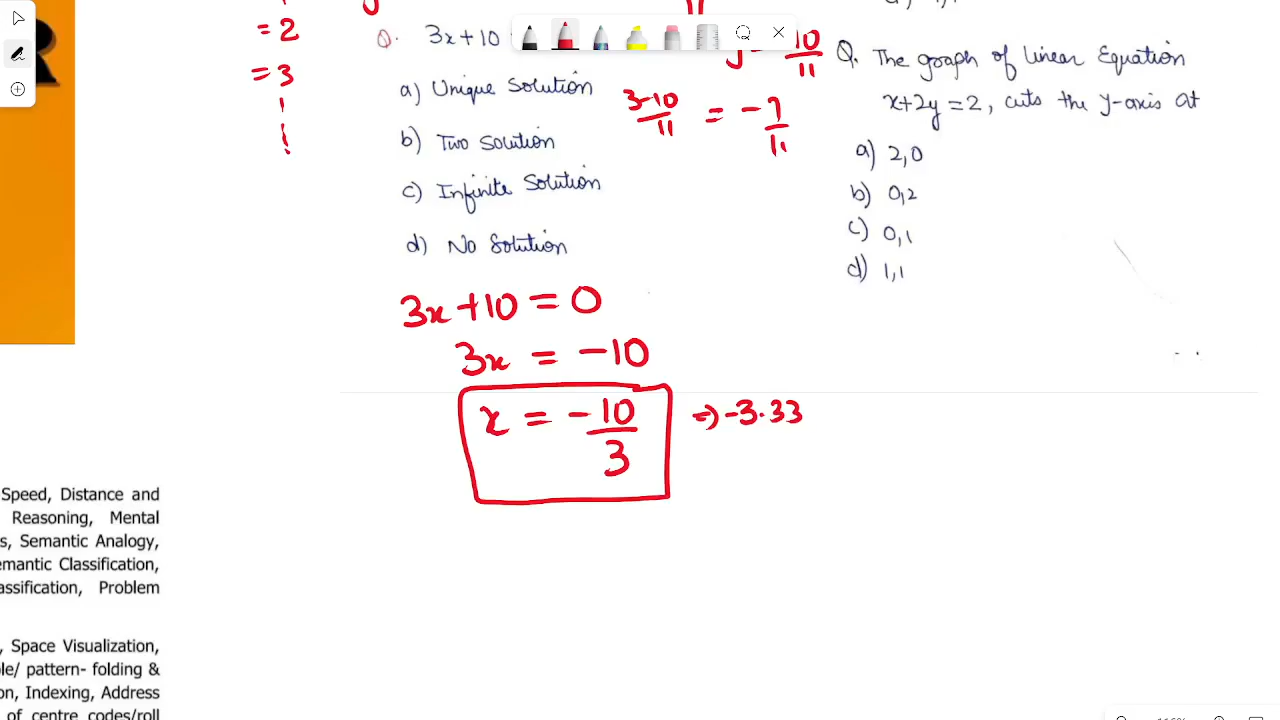 = 2
= 3
Q. 3x+10
a) Unique Solution
b) Two Solution
c) Infinite Solution
d) No Solution
3-10/11 = -7/11
10/11
3x+10 = 0
3x = -10
x = -10/3 => -3.33
Q. The graph of linear Equation
x+2y=2, cuts the y-axis at
a) 2,0
b) 0,2
c) 0,1
d) 1,1
Speed, Distance and
Reasoning, Mental
s, Semantic Analogy,
emantic Classification,
assification, Problem
, Space Visualization,
le/ pattern- folding &
on, Indexing, Address
of centre codes/roll